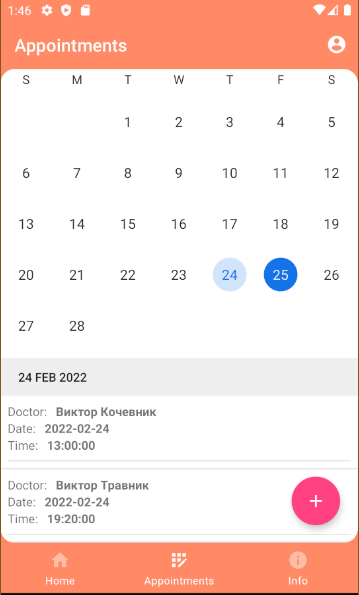 1:46
Appointments
S M T W T F S
1 2 3 4 5
6 7 8 9 10 11 12
13 14 15 16 17 18 19
20 21 22 23 24 25 26
27 28
24 FEB 2022
Doctor: Виктор Кочевник
Date: 2022-02-24
Time: 13:00:00
Doctor: Виктор Травник
Date: 2022-02-24
Time: 19:20:00
+
Home Appointments Info